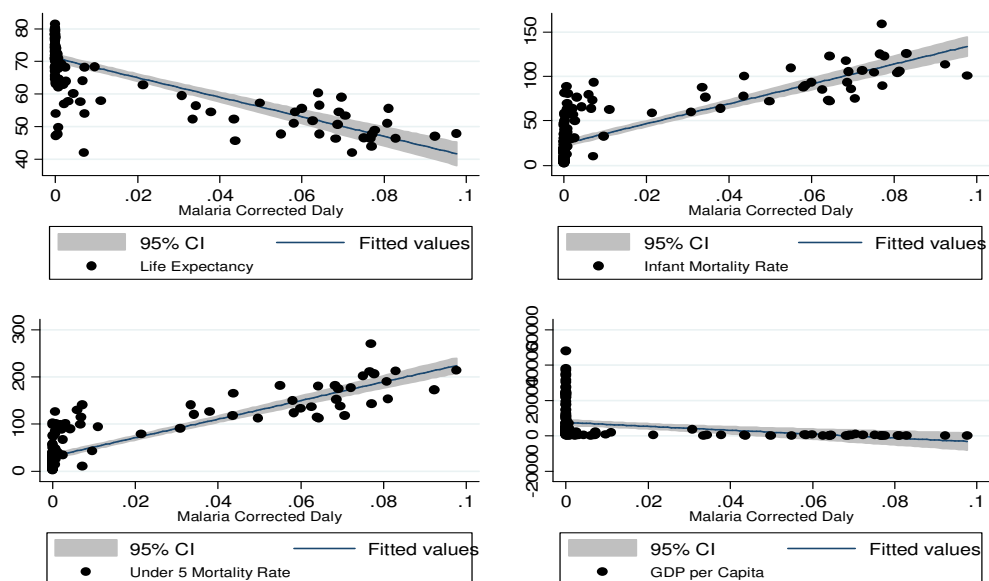 80
70
60
50
40
0 .02 .04 .06 .08 .1
Malaria Corrected Daly
95% CI Fitted values
Life Expectancy
150
100
50
0
0 .02 .04 .06 .08 .1
Malaria Corrected Daly
95% CI Fitted values
Infant Mortality Rate
300
200
100
0
0 .02 .04 .06 .08 .1
Malaria Corrected Daly
95% CI Fitted values
Under 5 Mortality Rate
60000
40000
20000
0
-20000
0 .02 .04 .06 .08 .1
Malaria Corrected Daly
95% CI Fitted values
GDP per Capita